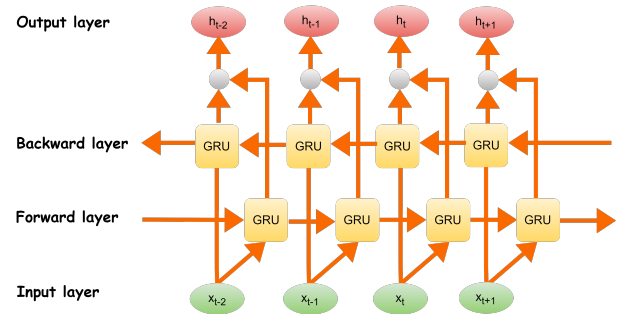 Output layer h_{t-2} h_{t-1} h_t h_{t+1}
Backward layer GRU GRU GRU GRU
Forward layer GRU GRU GRU GRU
Input layer x_{t-2} x_{t-1} x_t x_{t+1}